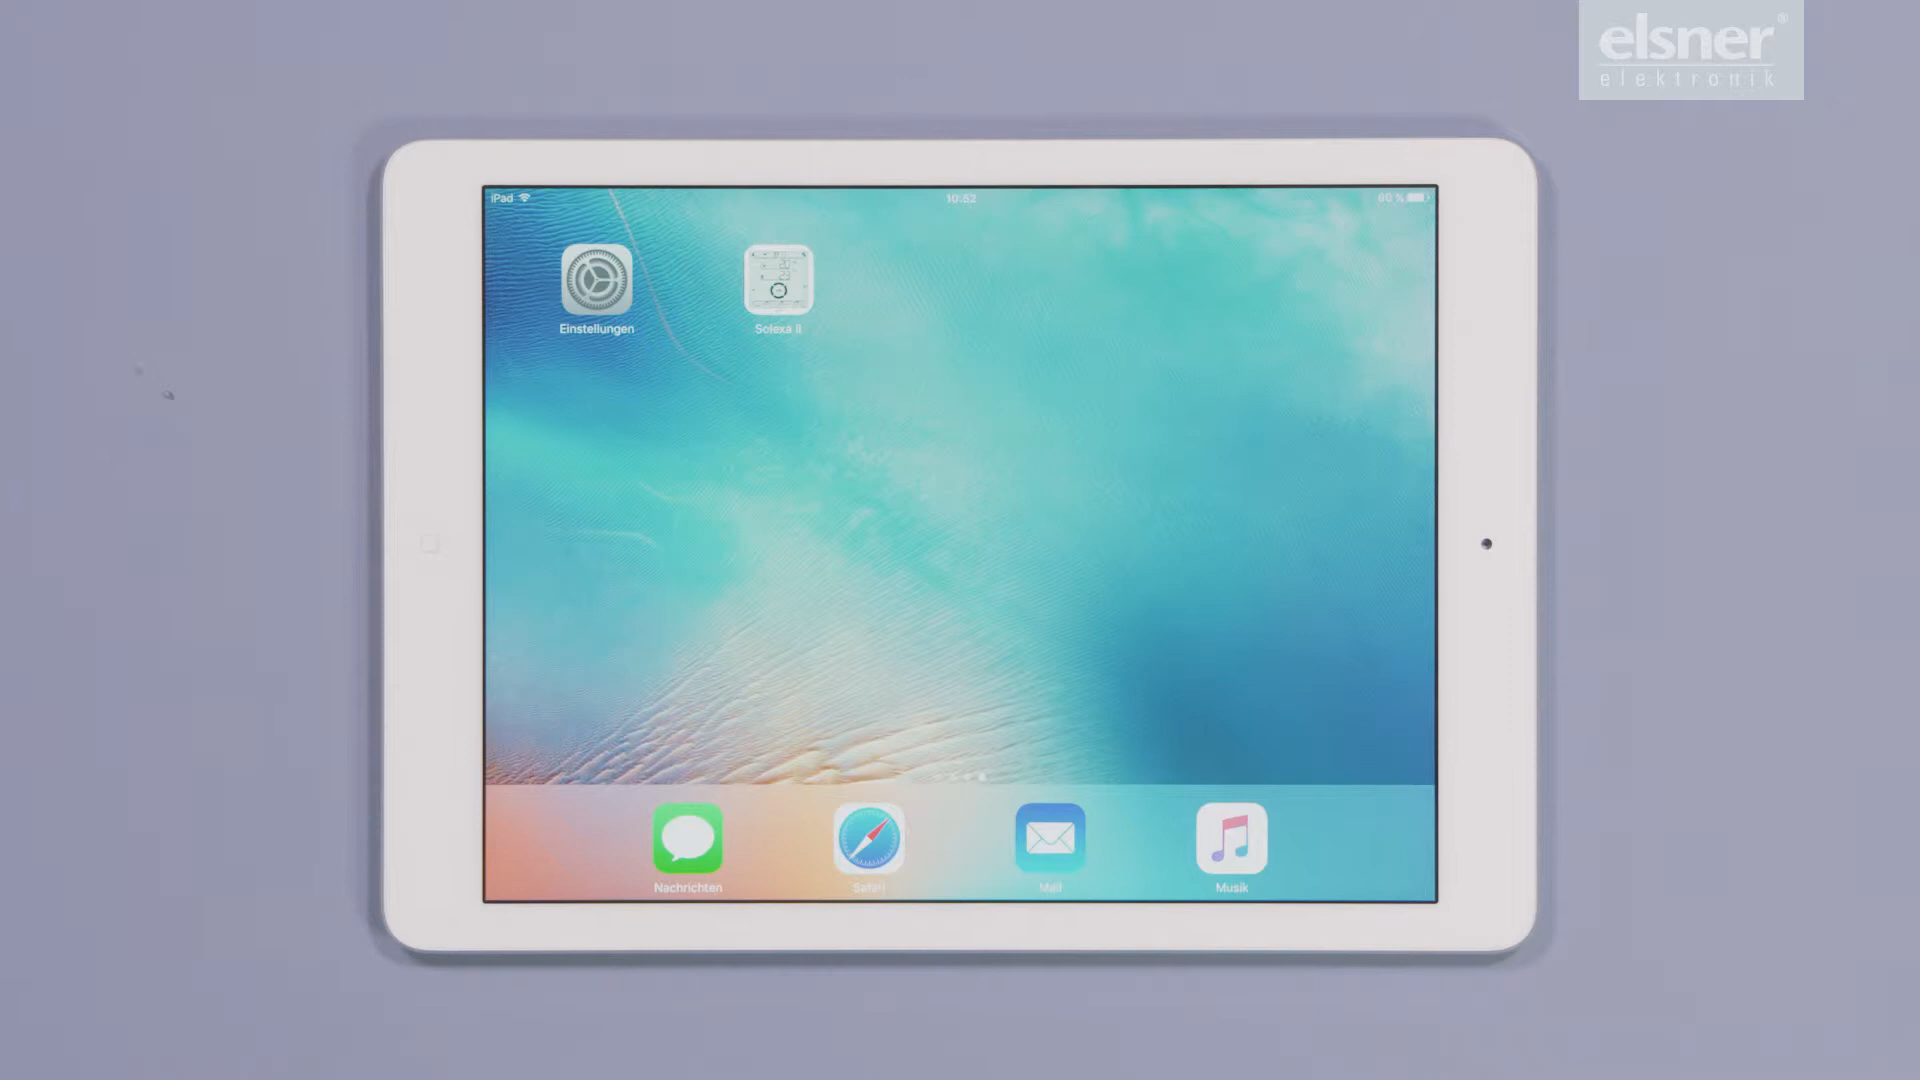 elsner®
elektronik
iPad
10:52
Einstellungen
Solexa II
Nachrichten
Safari
Mail
Musik